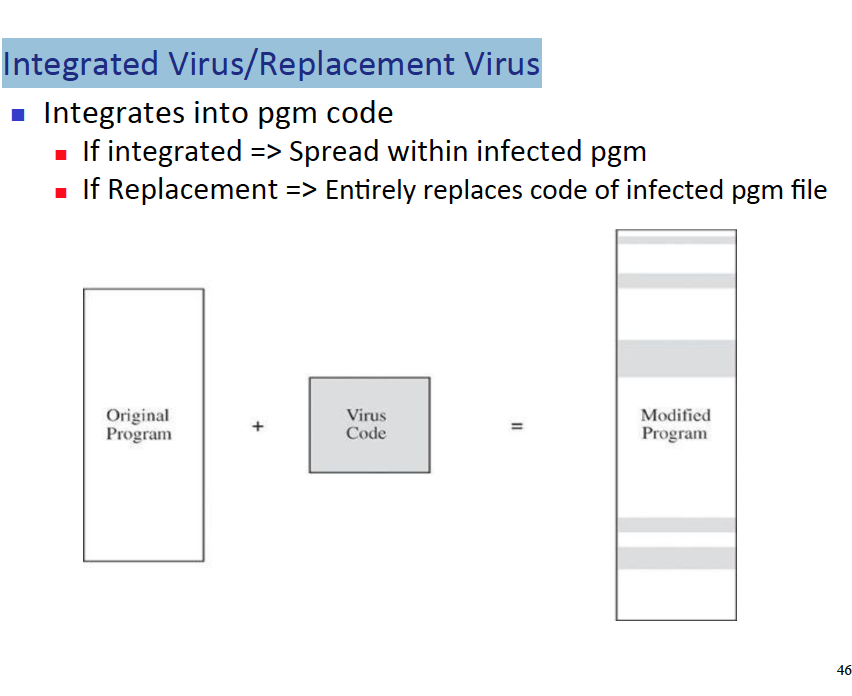 Integrated Virus/Replacement Virus
Integrates into pgm code
If integrated => Spread within infected pgm
If Replacement => Entirely replaces code of infected pgm file
Original
Program
+
Virus
Code
=
Modified
Program
46